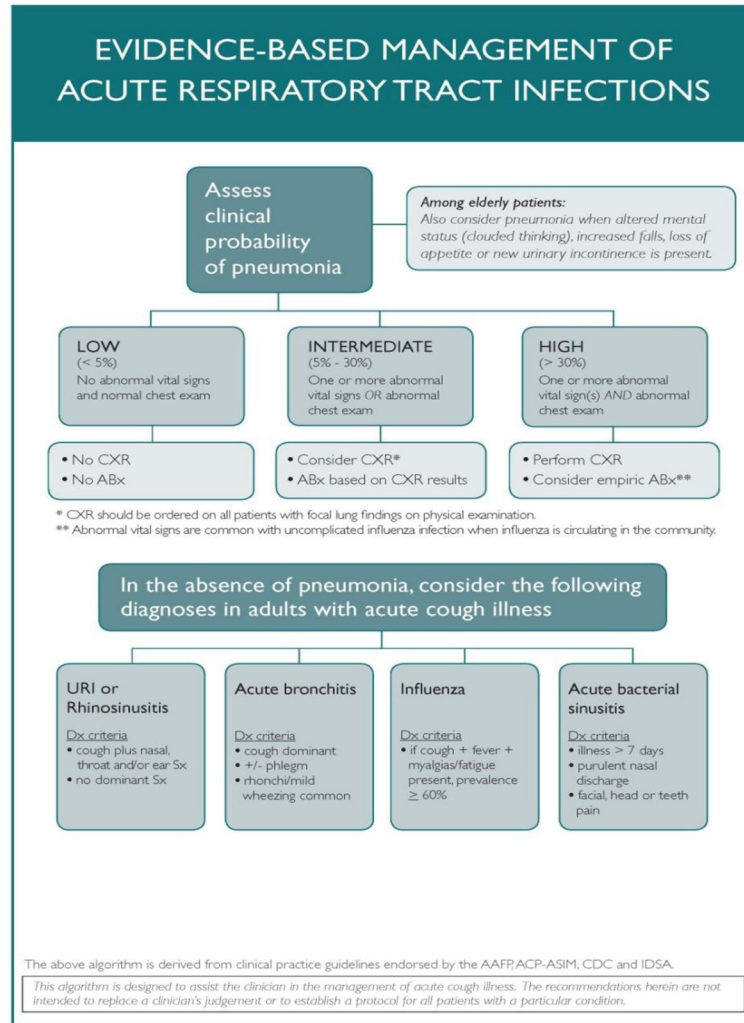 EVIDENCE-BASED MANAGEMENT OF
ACUTE RESPIRATORY TRACT INFECTIONS
Assess
clinical
probability
of pneumonia
Among elderly patients:
Also consider pneumonia when altered mental
status (clouded thinking), increased falls, loss of
appetite or new urinary incontinence is present.
LOW
(< 5%)
No abnormal vital signs
and normal chest exam
• No CXR
• No ABx
INTERMEDIATE
(5% - 30%)
One or more abnormal
vital signs OR abnormal
chest exam
• Consider CXR*
• ABx based on CXR results
HIGH
(> 30%)
One or more abnormal
vital sign(s) AND abnormal
chest exam
• Perform CXR
• Consider empiric ABx**
* CXR should be ordered on all patients with focal lung findings on physical examination.
** Abnormal vital signs are common with uncomplicated influenza infection when influenza is circulating in the community.
In the absence of pneumonia, consider the following
diagnoses in adults with acute cough illness
URI or
Rhinosinusitis
Dx criteria
• cough plus nasal,
throat and/or ear Sx
• no dominant Sx
Acute bronchitis
Dx criteria
• cough dominant
• +/- phlegm
• rhonchi/mild
wheezing common
Influenza
Dx criteria
• if cough + fever +
myalgias/fatigue
present, prevalence
≥ 60%
Acute bacterial
sinusitis
Dx criteria
• illness > 7 days
• purulent nasal
discharge
• facial, head or teeth
pain
The above algorithm is derived from clinical practice guidelines endorsed by the AAFP, ACP-ASIM, CDC and IDSA.
This algorithm is designed to assist the clinician in the management of acute cough illness. The recommendations herein are not
intended to replace a clinician's judgement or to establish a protocol for all patients with a particular condition.